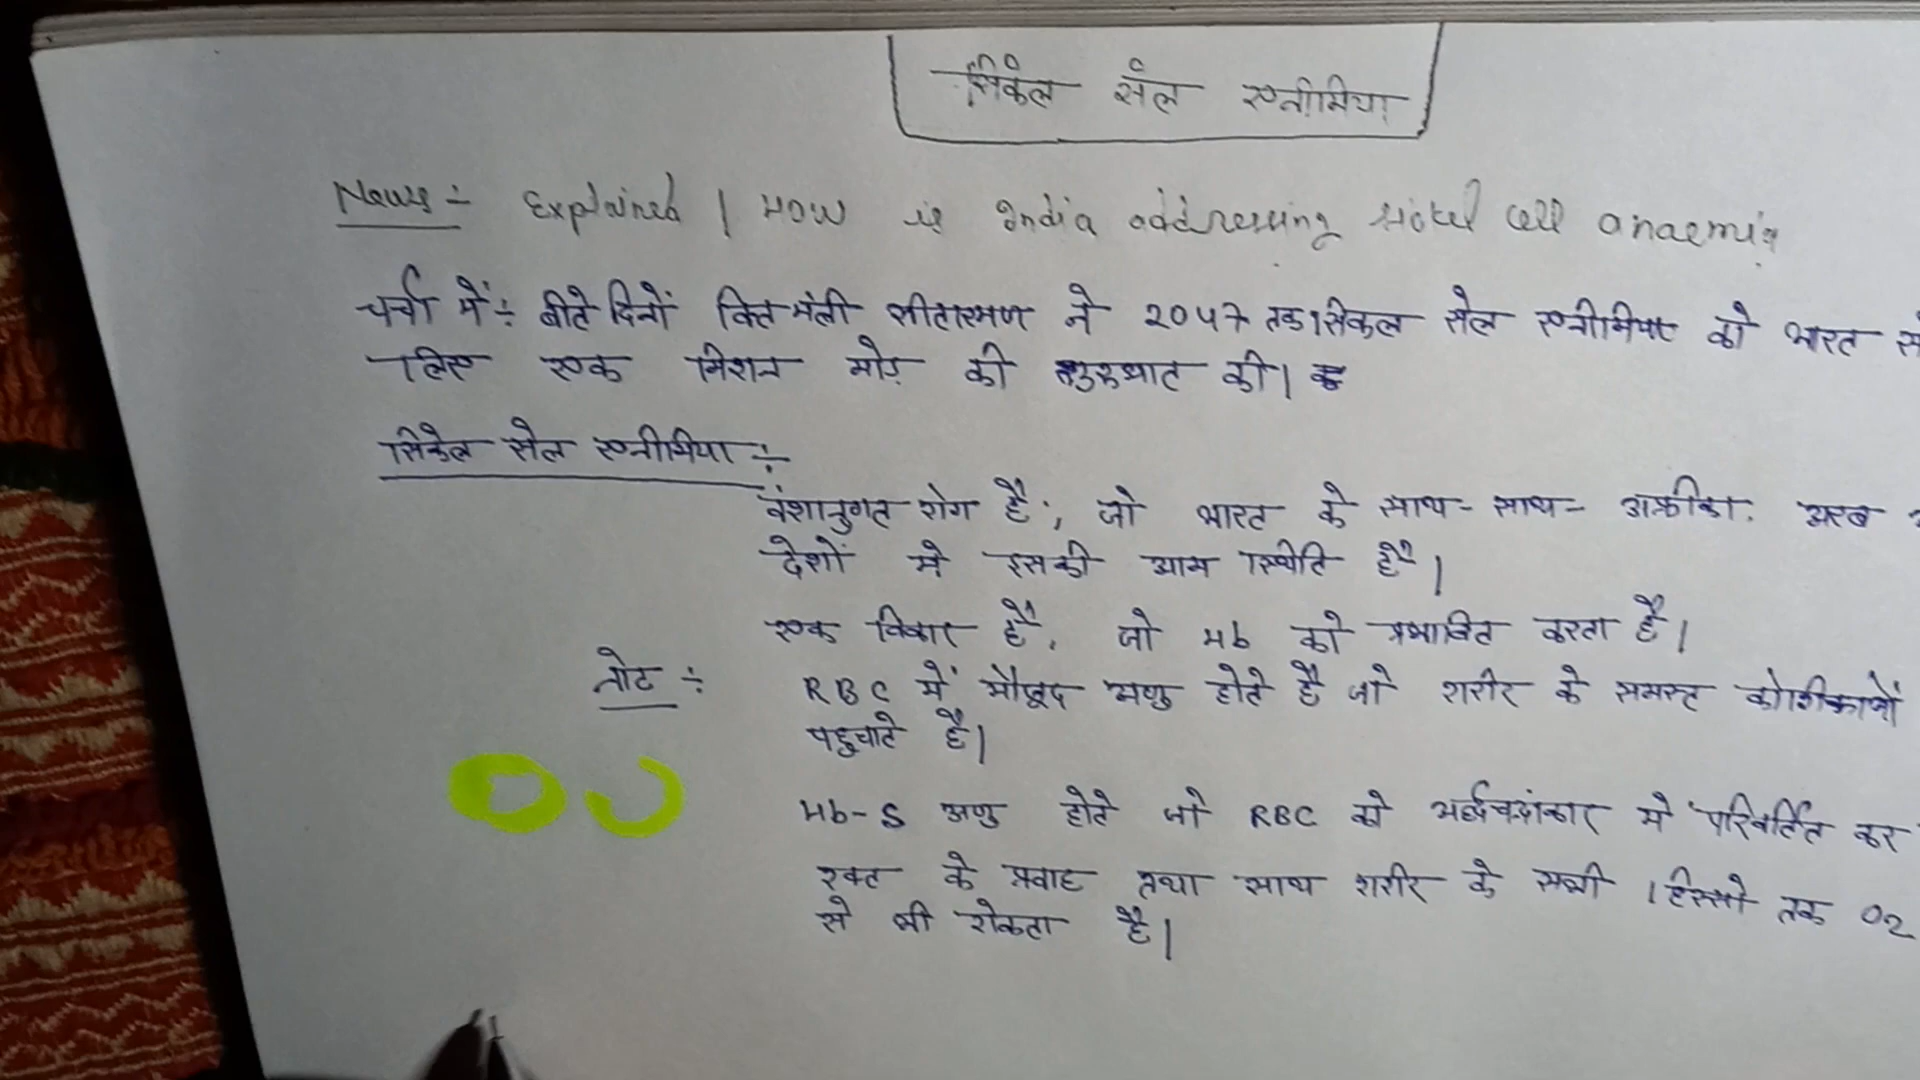 सिकेल सेल एनीमिया
News ÷ Explained | How is India addressing sickel cell anaemia
चर्चा में ÷ बीते दिनों वित मंत्री सीतारमण ने 2047 तक सिकल सेल एनीमिया को भारत से
लिए एक मिशन मोड़ की शुरुआत की।
सिकेल सेल एनीमिया ÷
वंशानुगत रोग है, जो भारत के साथ-साथ- अफ्रीका. अरब
देशों मे इसकी आम स्थिति है।
एक विकार है, जो Hb को प्रभावित करता है।
नोट ÷ RBC में मौजूद अणु होते है जो शरीर के समस्त कोशिकाओं
पहुचाते है।
Hb-S अणु होते जो RBC को अर्द्धचद्रांकार मे परिवर्तित कर
रक्त के प्रवाह तथा साथ शरीर के सभी हिस्सो तक O2
से भी रोकता है।